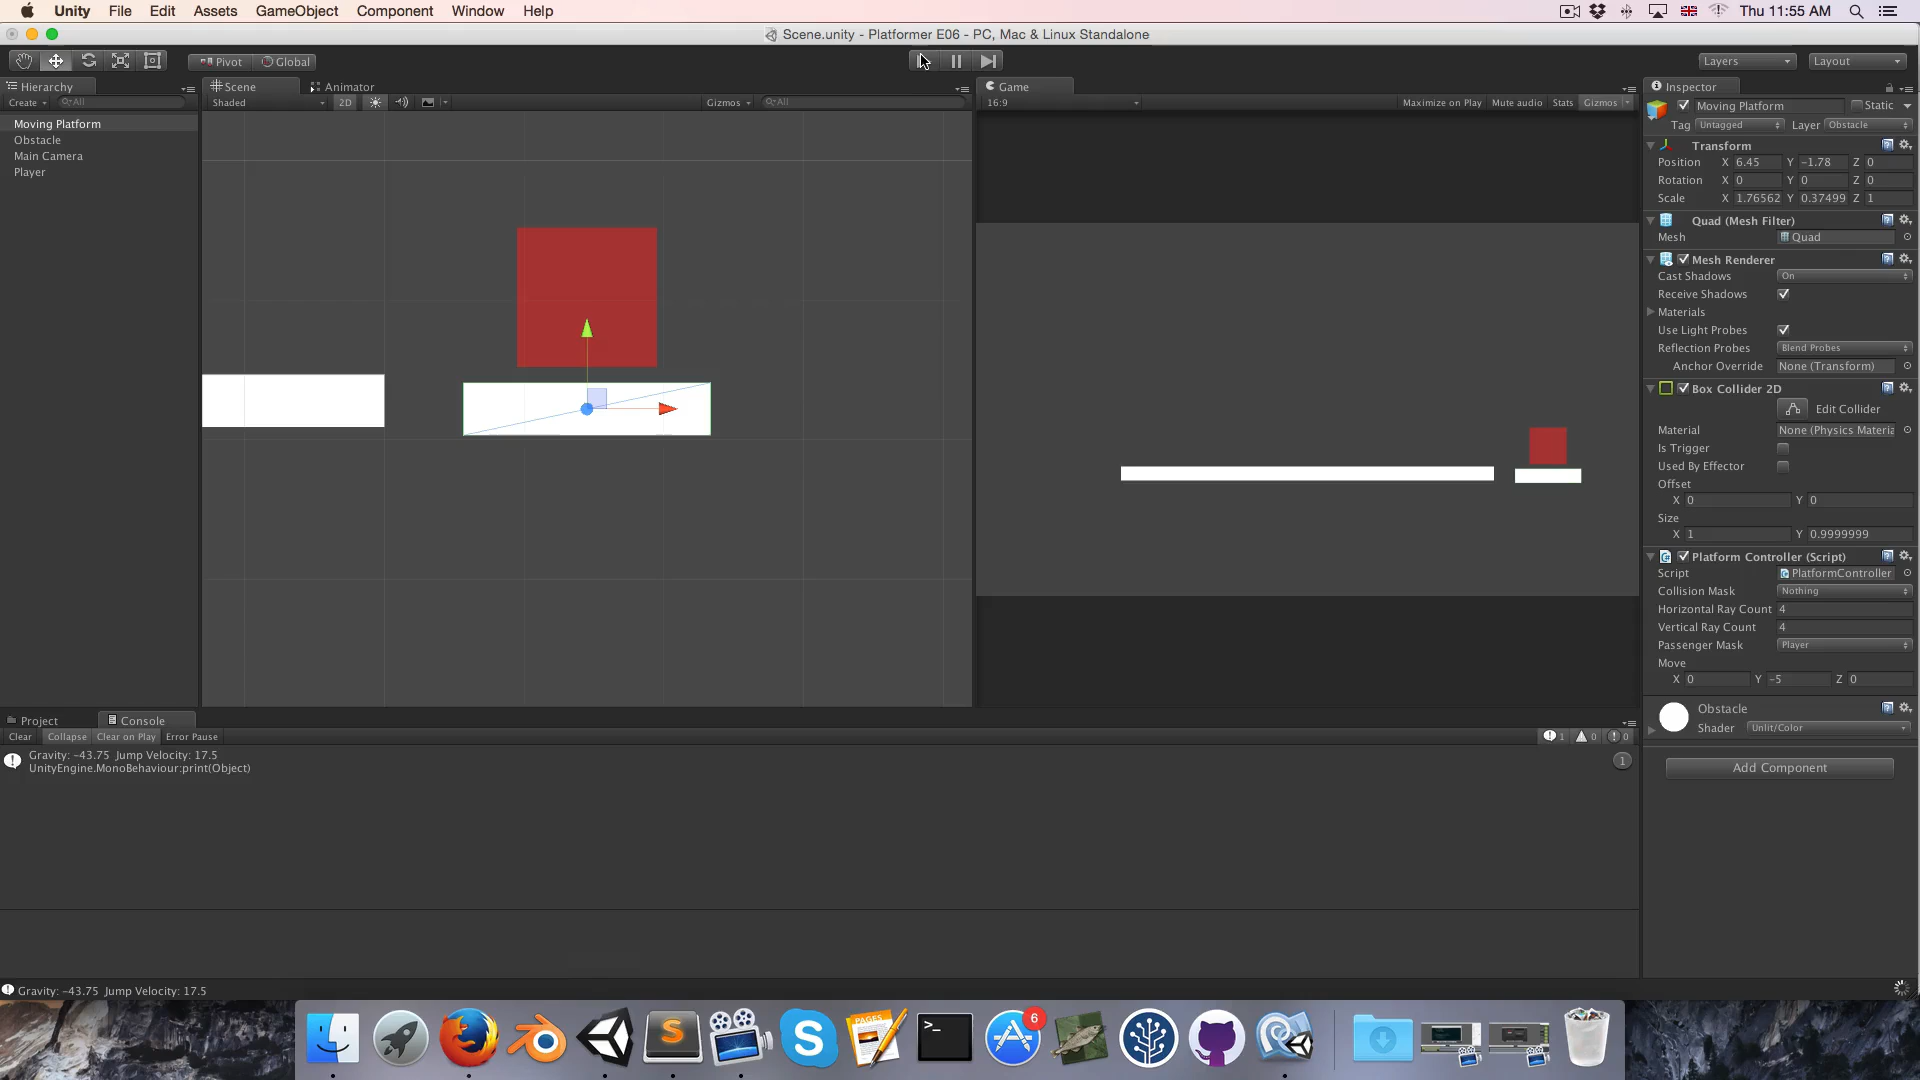 Unity File Edit Assets GameObject Component Window Help Thu 11:55 AM
Scene.unity - Platformer E06 - PC, Mac & Linux Standalone
Pivot Global Layers Layout
Hierarchy Scene Animator Game Inspector
Create All Shaded 2D Gizmos All 16:9 Maximize on Play Mute audio Stats Gizmos
Moving Platform Static
Tag Untagged Layer Obstacle
Moving Platform
Obstacle
Main Camera
Player
Transform
Position X 6.45 Y -1.78 Z 0
Rotation X 0 Y 0 Z 0
Scale X 1.76562 Y 0.37499 Z 1
Quad (Mesh Filter)
Mesh Quad
Mesh Renderer
Cast Shadows On
Receive Shadows
Materials
Use Light Probes
Reflection Probes Blend Probes
Anchor Override None (Transform)
Box Collider 2D
Edit Collider
Material None (Physics Materia
Is Trigger
Used By Effector
Offset
X 0 Y 0
Size
X 1 Y 0.9999999
Platform Controller (Script)
Script PlatformController
Collision Mask Nothing
Horizontal Ray Count 4
Vertical Ray Count 4
Passenger Mask Player
Move
X 0 Y -5 Z 0
Obstacle
Shader Unlit/Color
Add Component
Project Console
Clear Collapse Clear on Play Error Pause 1 0 0
Gravity: -43.75 Jump Velocity: 17.5
UnityEngine.MonoBehaviour:print(Object)
1
Gravity: -43.75 Jump Velocity: 17.5
6
PAGES